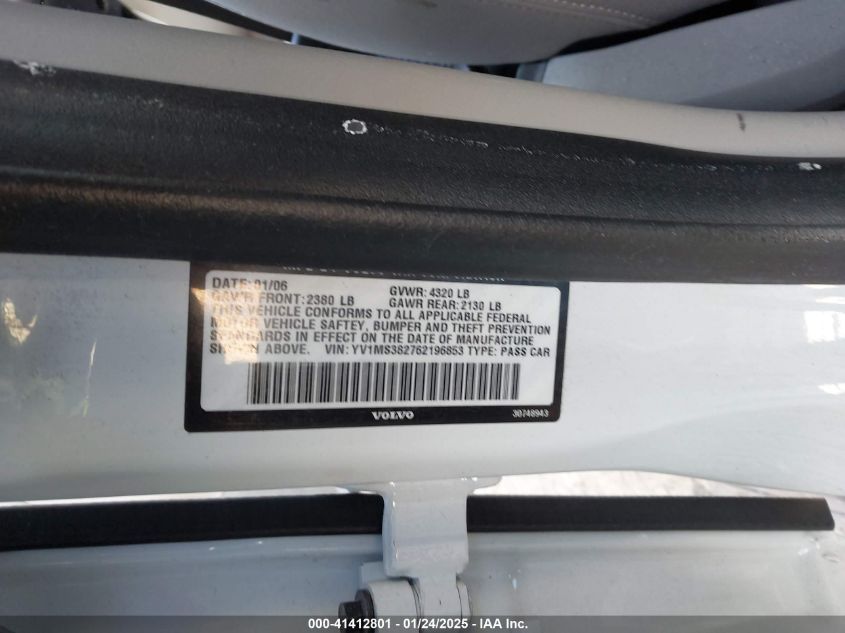 DATE: 01/06 GVWR: 4320 LB
GAWR FRONT: 2380 LB GAWR REAR: 2130 LB
THIS VEHICLE CONFORMS TO ALL APPLICABLE FEDERAL
MOTOR VEHICLE SAFTEY, BUMPER AND THEFT PREVENTION
STANDARDS IN EFFECT ON THE DATE OF MANUFACTURE
SHOWN ABOVE. VIN: YV1MS382762196853 TYPE: PASS CAR
VOLVO 30748943
000-41412801 - 01/24/2025 - IAA Inc.